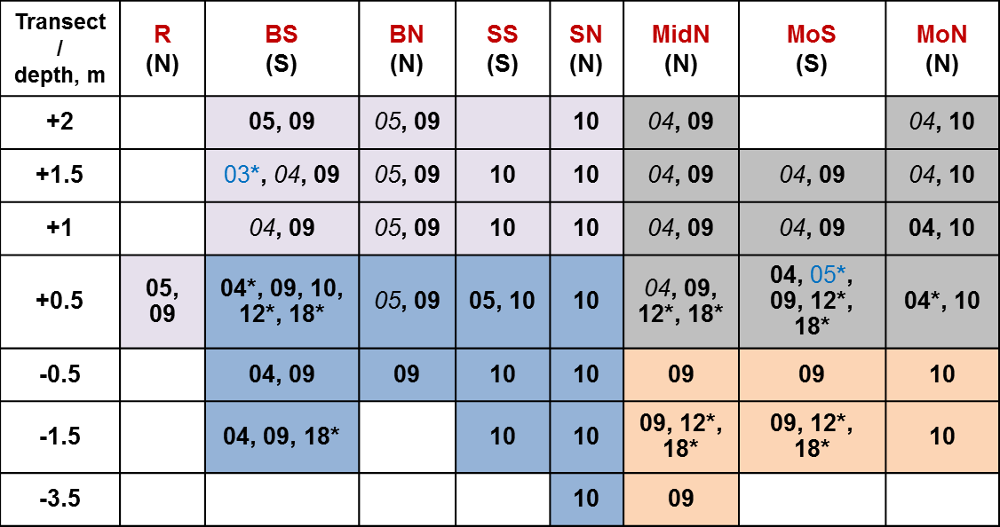 Transect / depth, m R (N) BS (S) BN (N) SS (S) SN (N) MidN (N) MoS (S) MoN (N)
+2 05, 09 05, 09 10 04, 09 04, 10
+1.5 03*, 04, 09 05, 09 10 10 04, 09 04, 09 04, 10
+1 04, 09 05, 09 10 10 04, 09 04, 09 04, 10
+0.5 05, 09 04*, 09, 10, 12*, 18* 05, 09 05, 10 10 04, 09, 12*, 18* 04, 05*, 09, 12*, 18* 04*, 10
-0.5 04, 09 09 10 10 09 09 10
-1.5 04, 09, 18* 10 10 09, 12*, 18* 09, 12*, 18* 10
-3.5 10 09